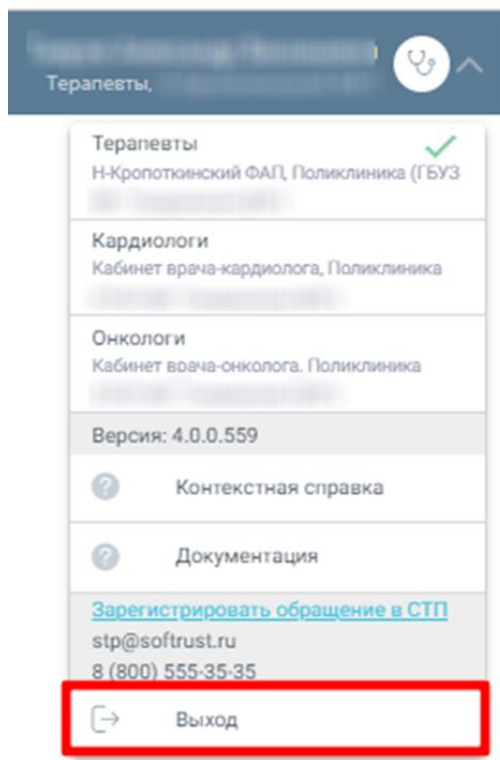 Терапевты,
Терапевты
Н-Кропоткинский ФАП, Поликлиника (ГБУЗ
Кардиологи
Кабинет врача-кардиолога, Поликлиника
Онкологи
Кабинет врача-онколога. Поликлиника
Версия: 4.0.0.559
Контекстная справка
Документация
Зарегистрировать обращение в СТП
stp@softrust.ru
8 (800) 555-35-35
Выход